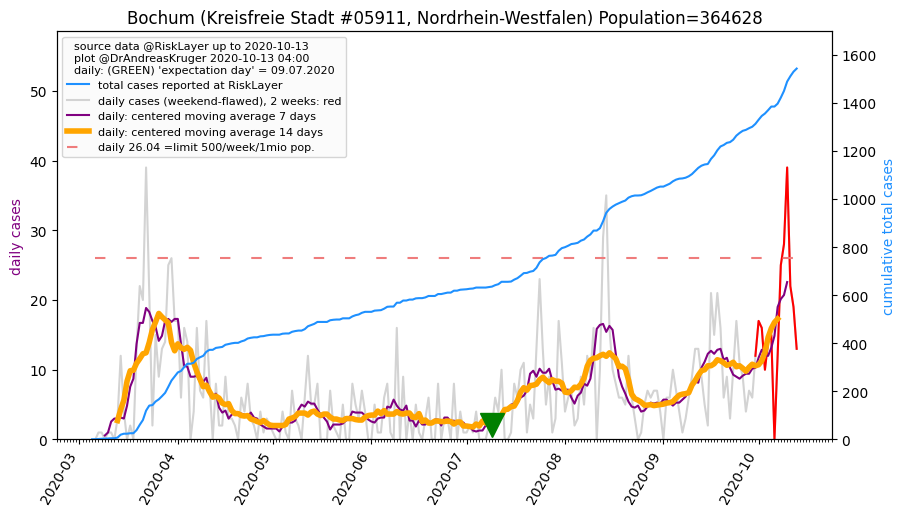 Bochum (Kreisfreie Stadt #05911, Nordrhein-Westfalen) Population=364628
source data @RiskLayer up to 2020-10-13
plot @DrAndreasKruger 2020-10-13 04:00
daily: (GREEN) 'expectation day' = 09.07.2020
total cases reported at RiskLayer
daily cases (weekend-flawed), 2 weeks: red
daily: centered moving average 7 days
daily: centered moving average 14 days
daily 26.04 =limit 500/week/1mio pop.
daily cases
0
10
20
30
40
50
cumulative total cases
0
200
400
600
800
1000
1200
1400
1600
2020-03
2020-04
2020-05
2020-06
2020-07
2020-08
2020-09
2020-10